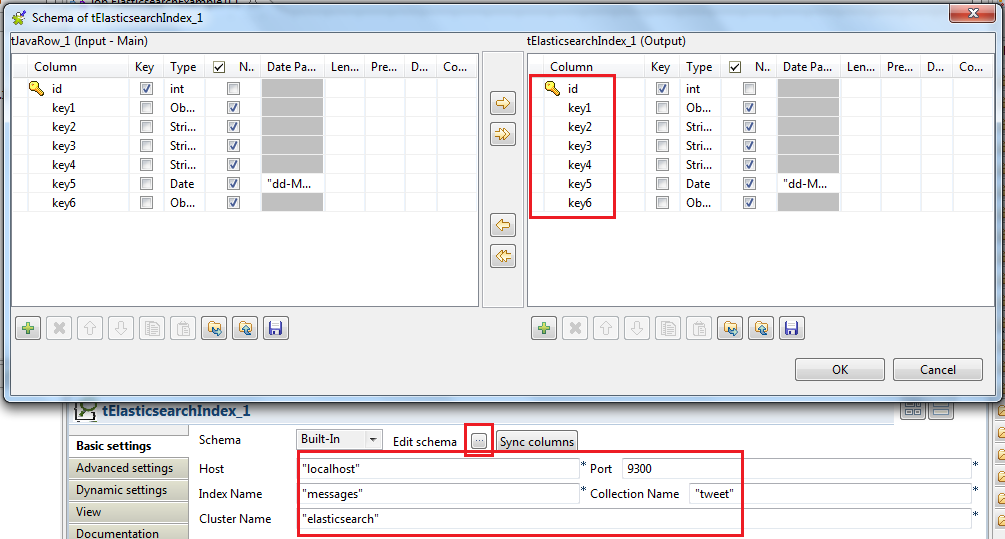 Schema of tElasticsearchIndex_1
tJavaRow_1 (Input - Main)
Column Key Type N.. Date Pa... Len... Pre... D... Co...
id int
key1 Ob...
key2 Stri...
key3 Stri...
key4 Stri...
key5 Date "dd-M...
key6 Ob...
tElasticsearchIndex_1 (Output)
Column Key Type N.. Date Pa... Len... Pre... D... Co...
id int
key1 Ob...
key2 Stri...
key3 Stri...
key4 Stri...
key5 Date "dd-M...
key6 Ob...
OK Cancel
tElasticsearchIndex_1
Basic settings
Advanced settings
Dynamic settings
View
Documentation
Schema Built-In Edit schema ... Sync columns
Host "localhost" * Port 9300 *
Index Name "messages" * Collection Name "tweet" *
Cluster Name "elasticsearch" *